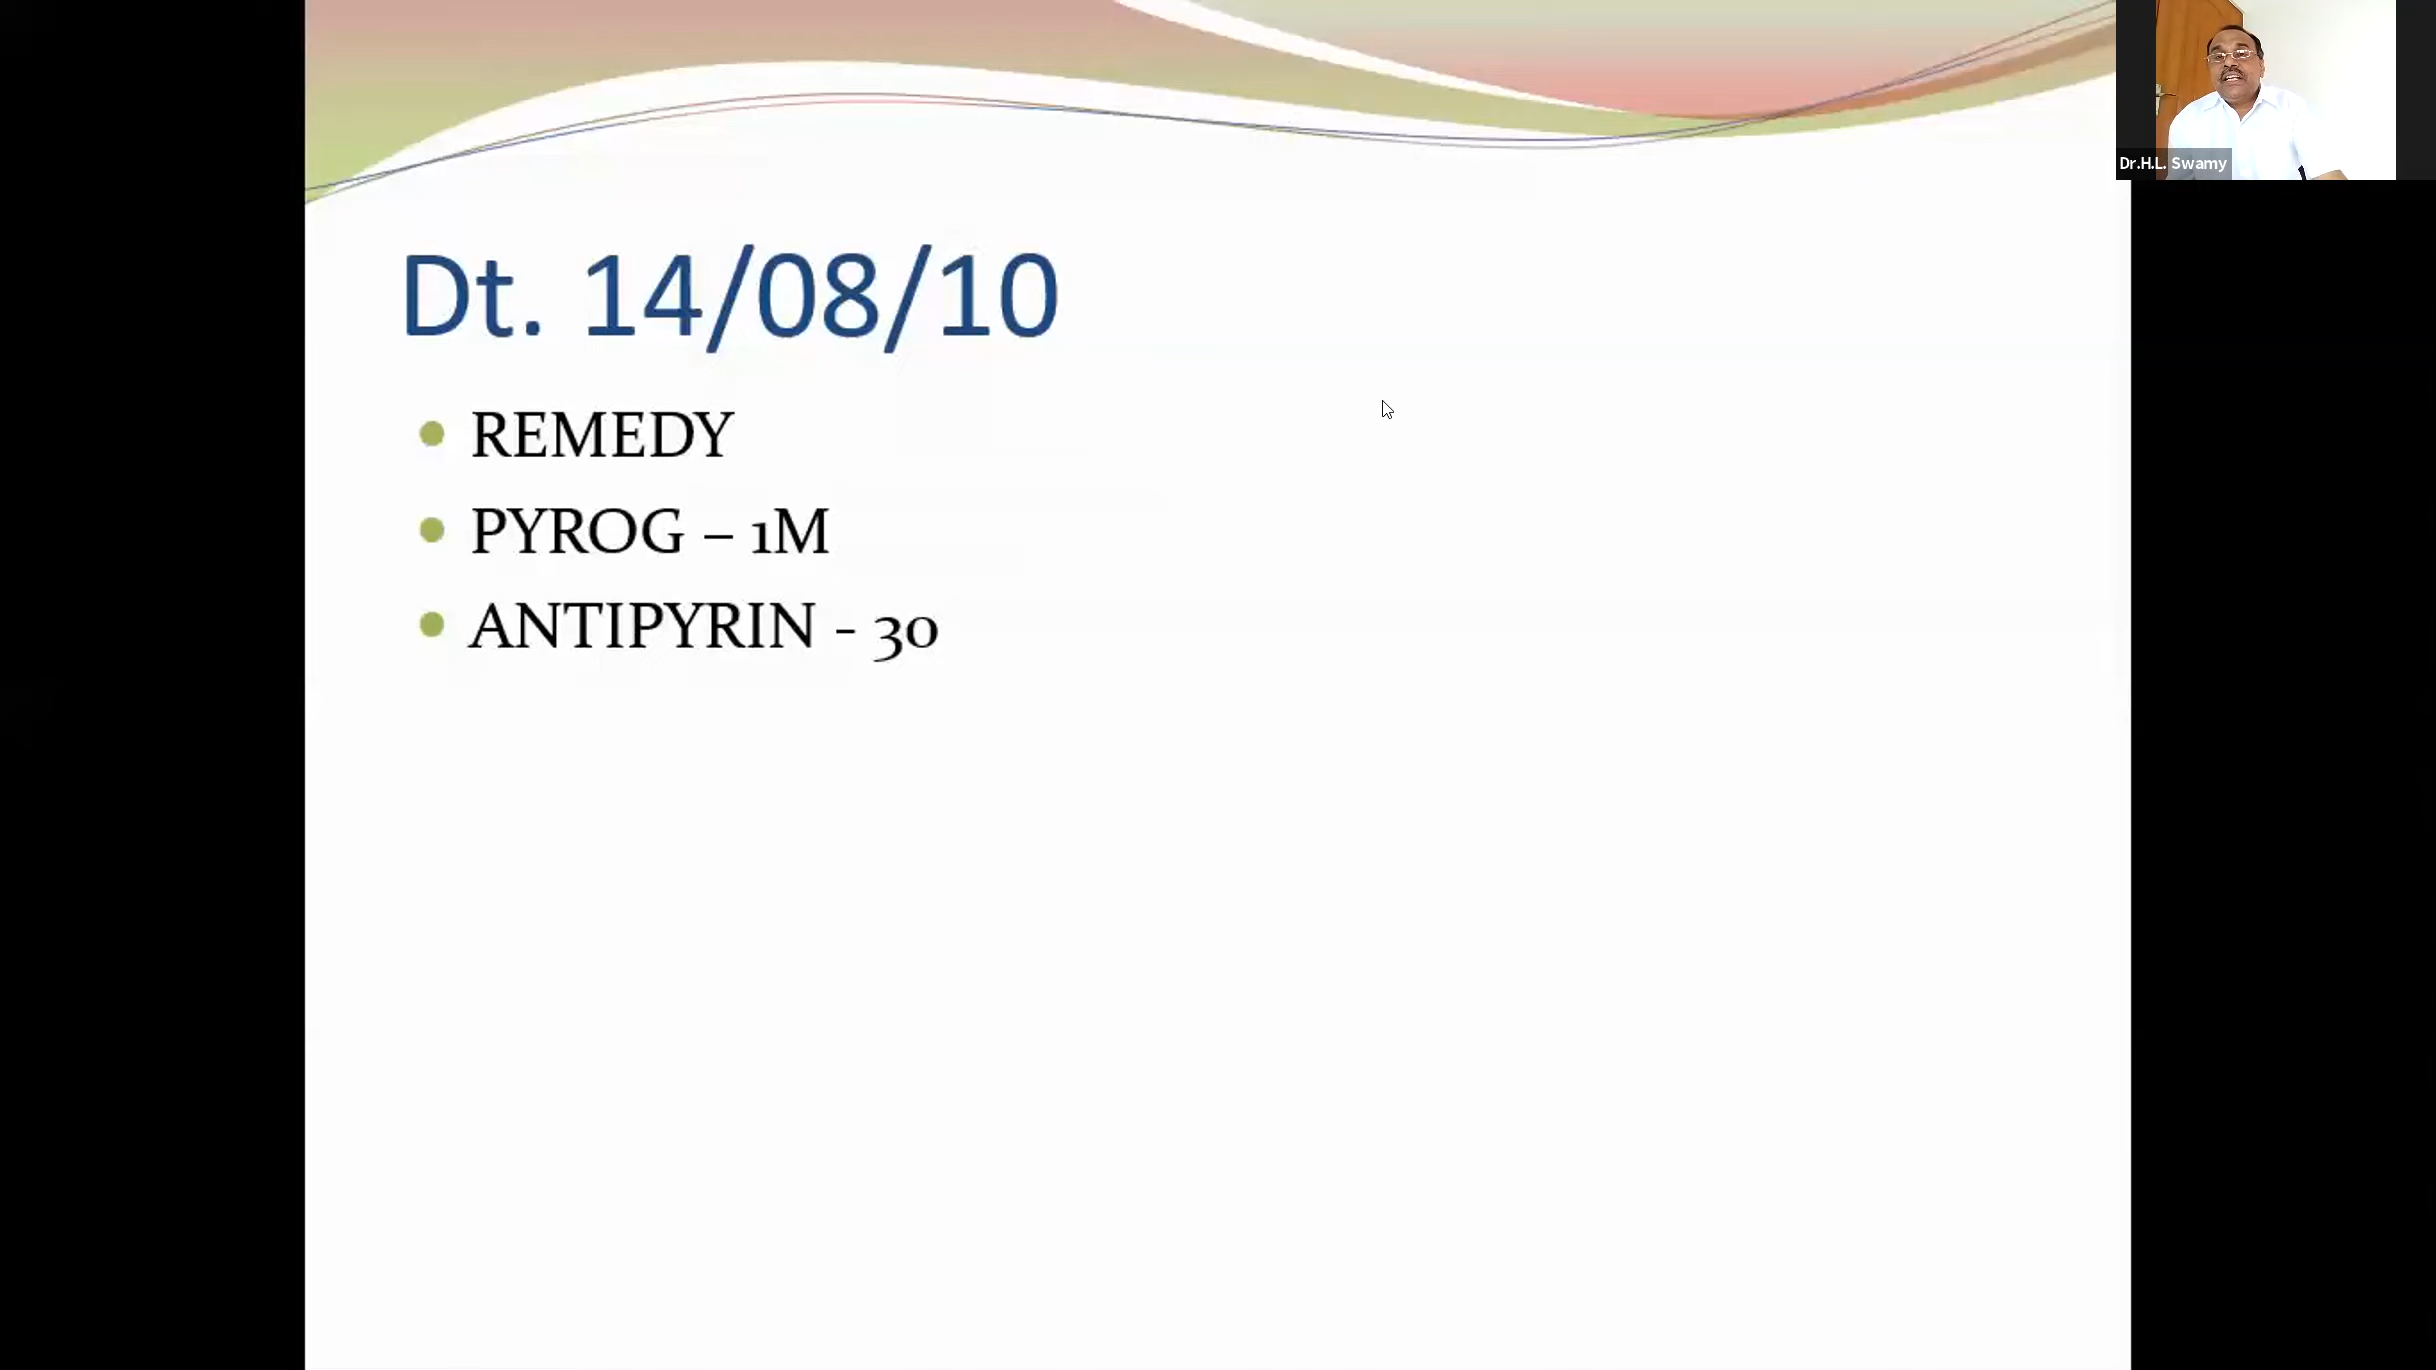 Dr.H.L. Swamy
Dt. 14/08/10
REMEDY
PYROG – 1M
ANTIPYRIN - 30